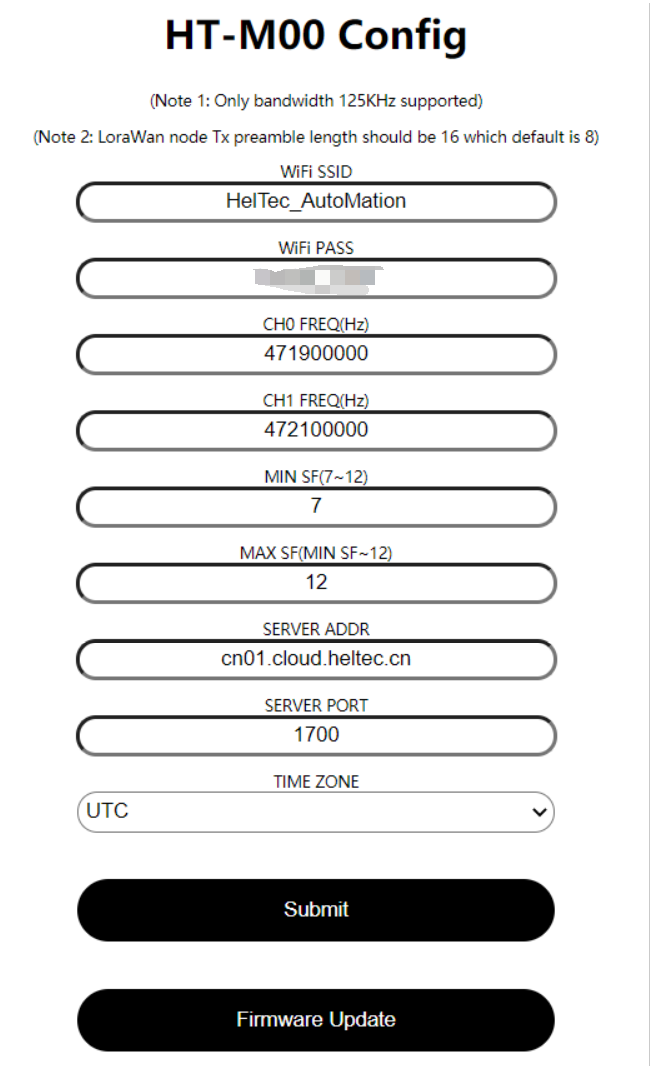 HT-M00 Config
(Note 1: Only bandwidth 125KHz supported)
(Note 2: LoraWan node Tx preamble length should be 16 which default is 8)
WiFi SSID
HelTec_AutoMation
WiFi PASS
CH0 FREQ(Hz)
471900000
CH1 FREQ(Hz)
472100000
MIN SF(7~12)
7
MAX SF(MIN SF~12)
12
SERVER ADDR
cn01.cloud.heltec.cn
SERVER PORT
1700
TIME ZONE
UTC
Submit
Firmware Update